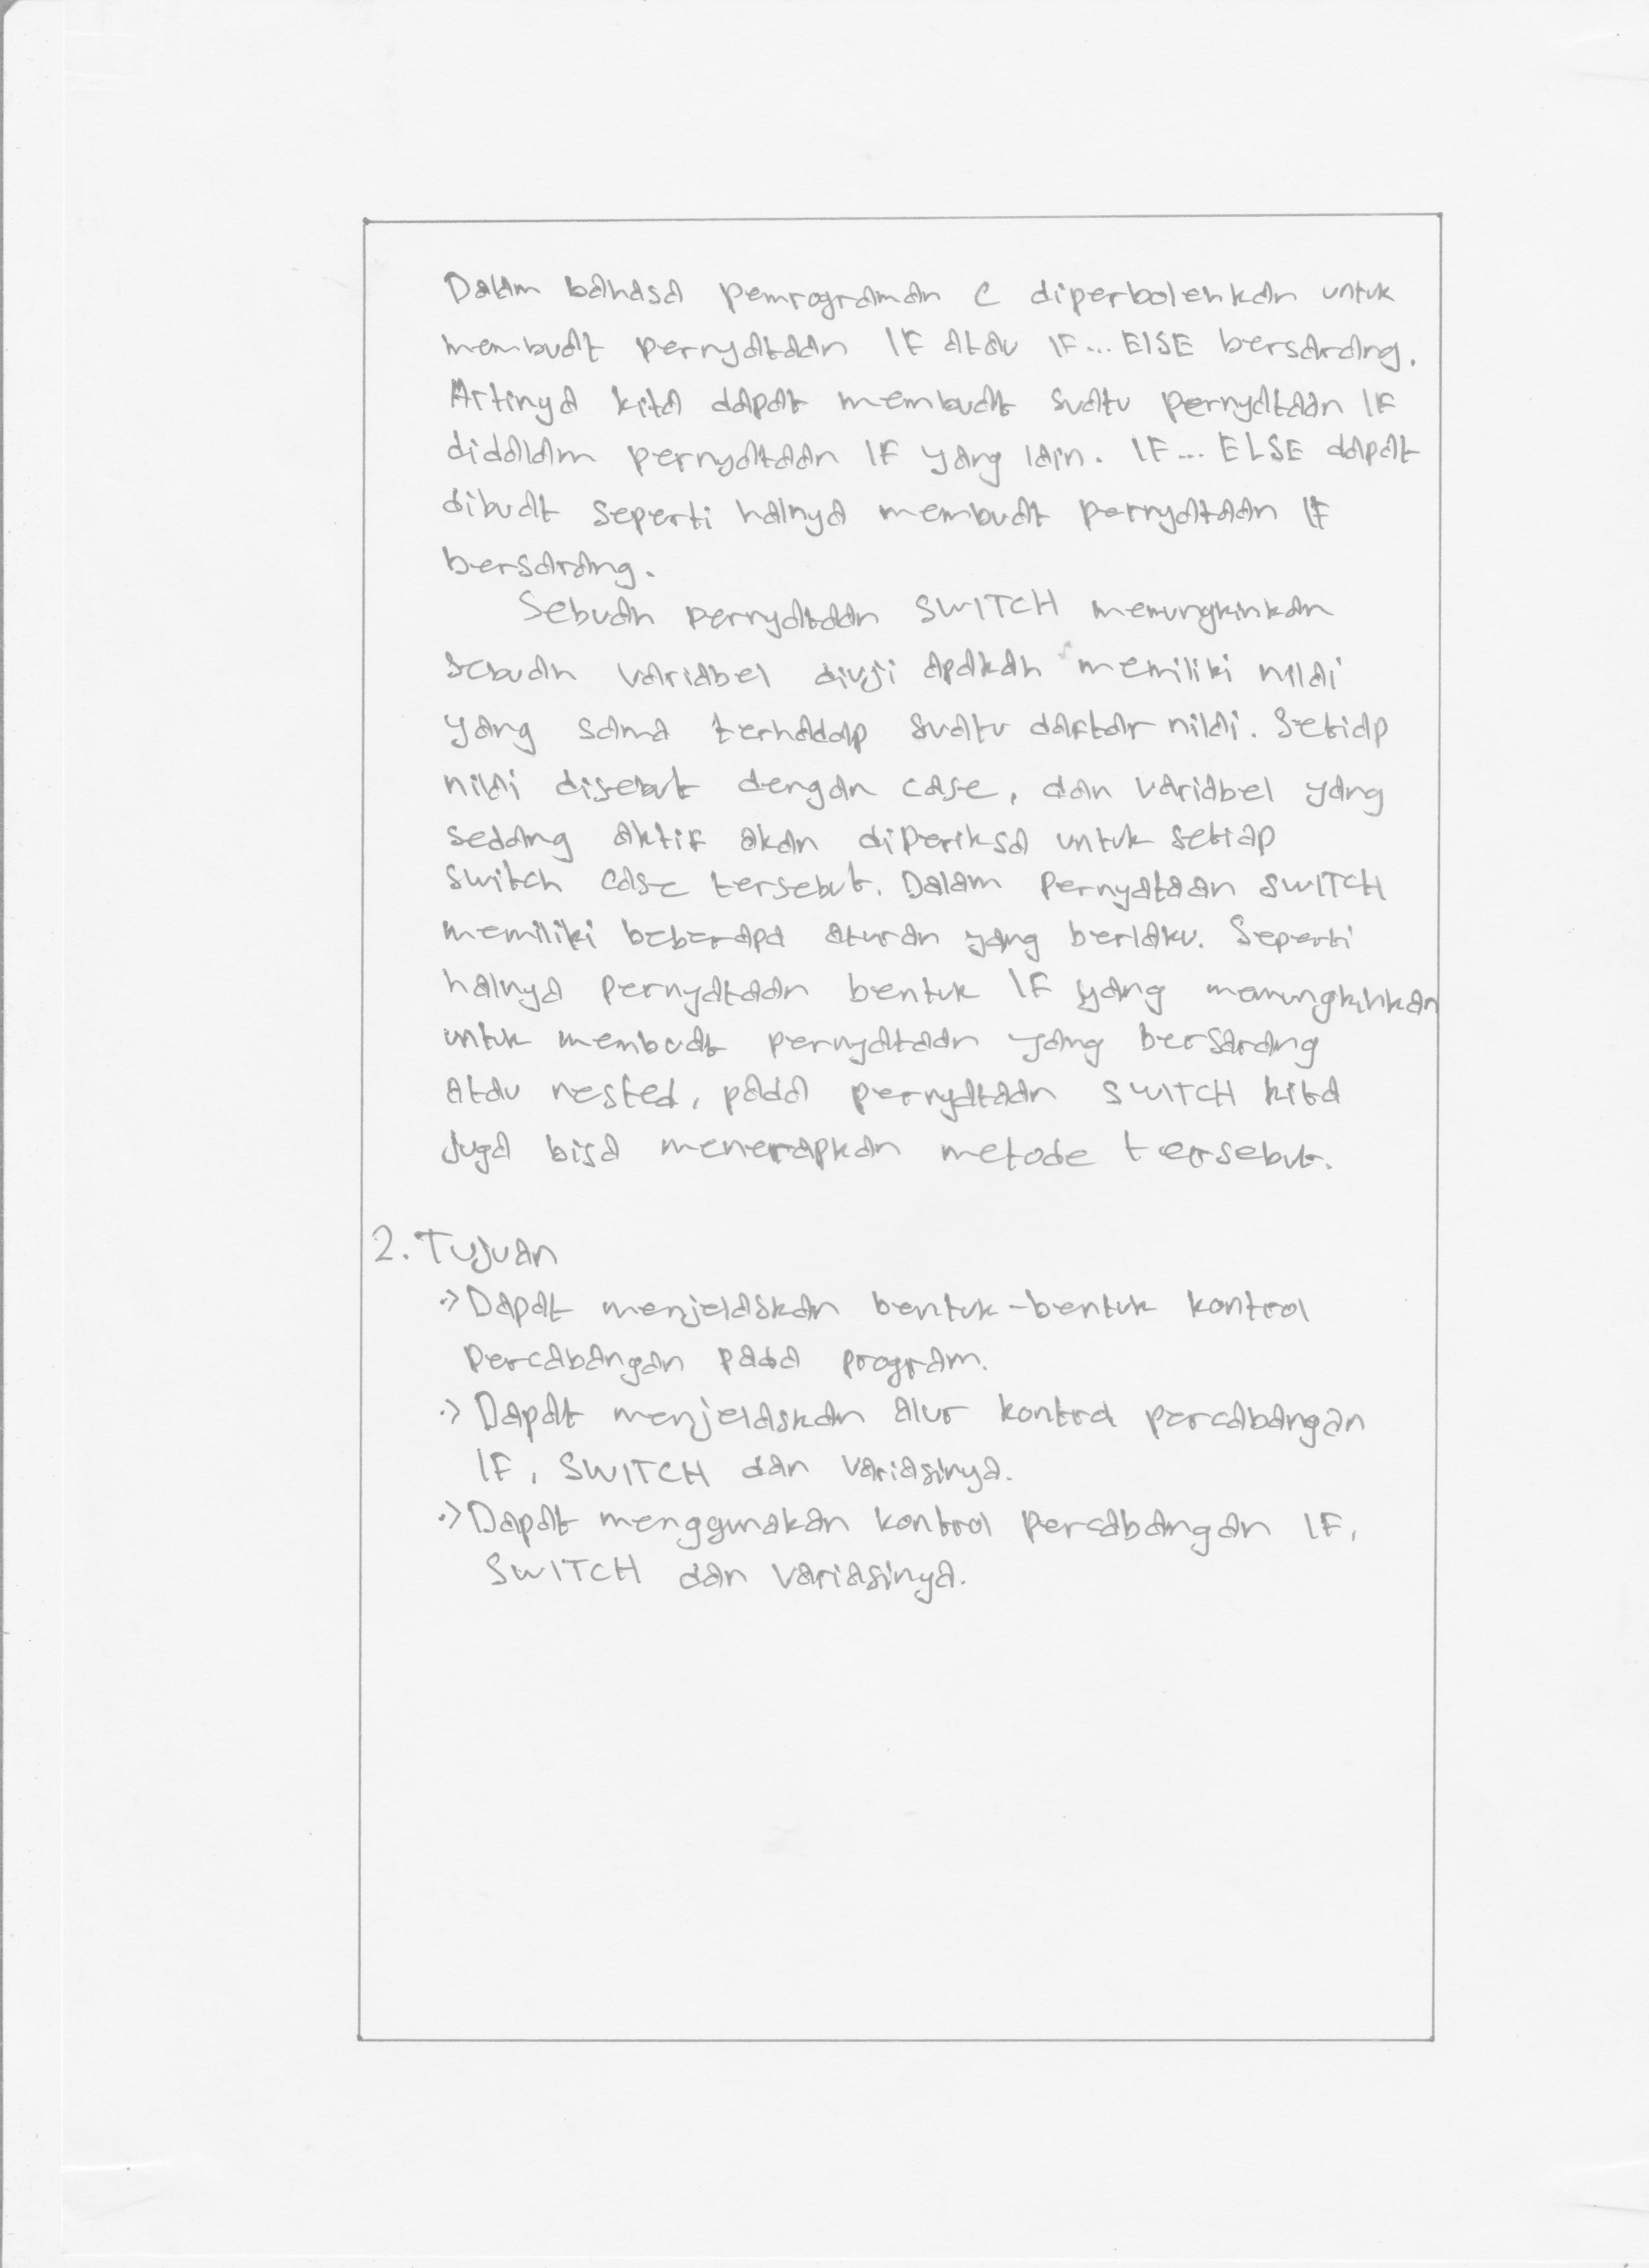 Dalam bahasa pemrograman C diperbolehkan untuk
membuat pernyataan IF atau IF... ElSE bersarang.
Artinya kita dapat membuat suatu pernyataan IF
didalam pernyataan IF yang lain. IF... ELSE dapat
dibuat seperti halnya membuat pernyataan IF
bersarang.
Sebuah pernyataan SWITCH memungkinkan
sebuah variabel diuji apakah memiliki nilai
yang sama terhadap suatu daftar nilai. Setiap
nilai disebut dengan case, dan variabel yang
sedang aktif akan diperiksa untuk setiap
switch case tersebut. Dalam pernyataan SWITCH
memiliki beberapa aturan yang berlaku. Seperti
halnya pernyataan bentuk IF yang memungkinkan
untuk membuat pernyataan yang bersarang
atau nested, pada pernyataan SWITCH kita
juga bisa menerapkan metode tersebut.
2. Tujuan
·> Dapat menjelaskan bentuk-bentuk kontrol
percabangan pada program.
·> Dapat menjelaskan alur kontrol percabangan
IF, SWITCH dan variasinya.
·> Dapat menggunakan kontrol percabangan IF,
SWITCH dan variasinya.